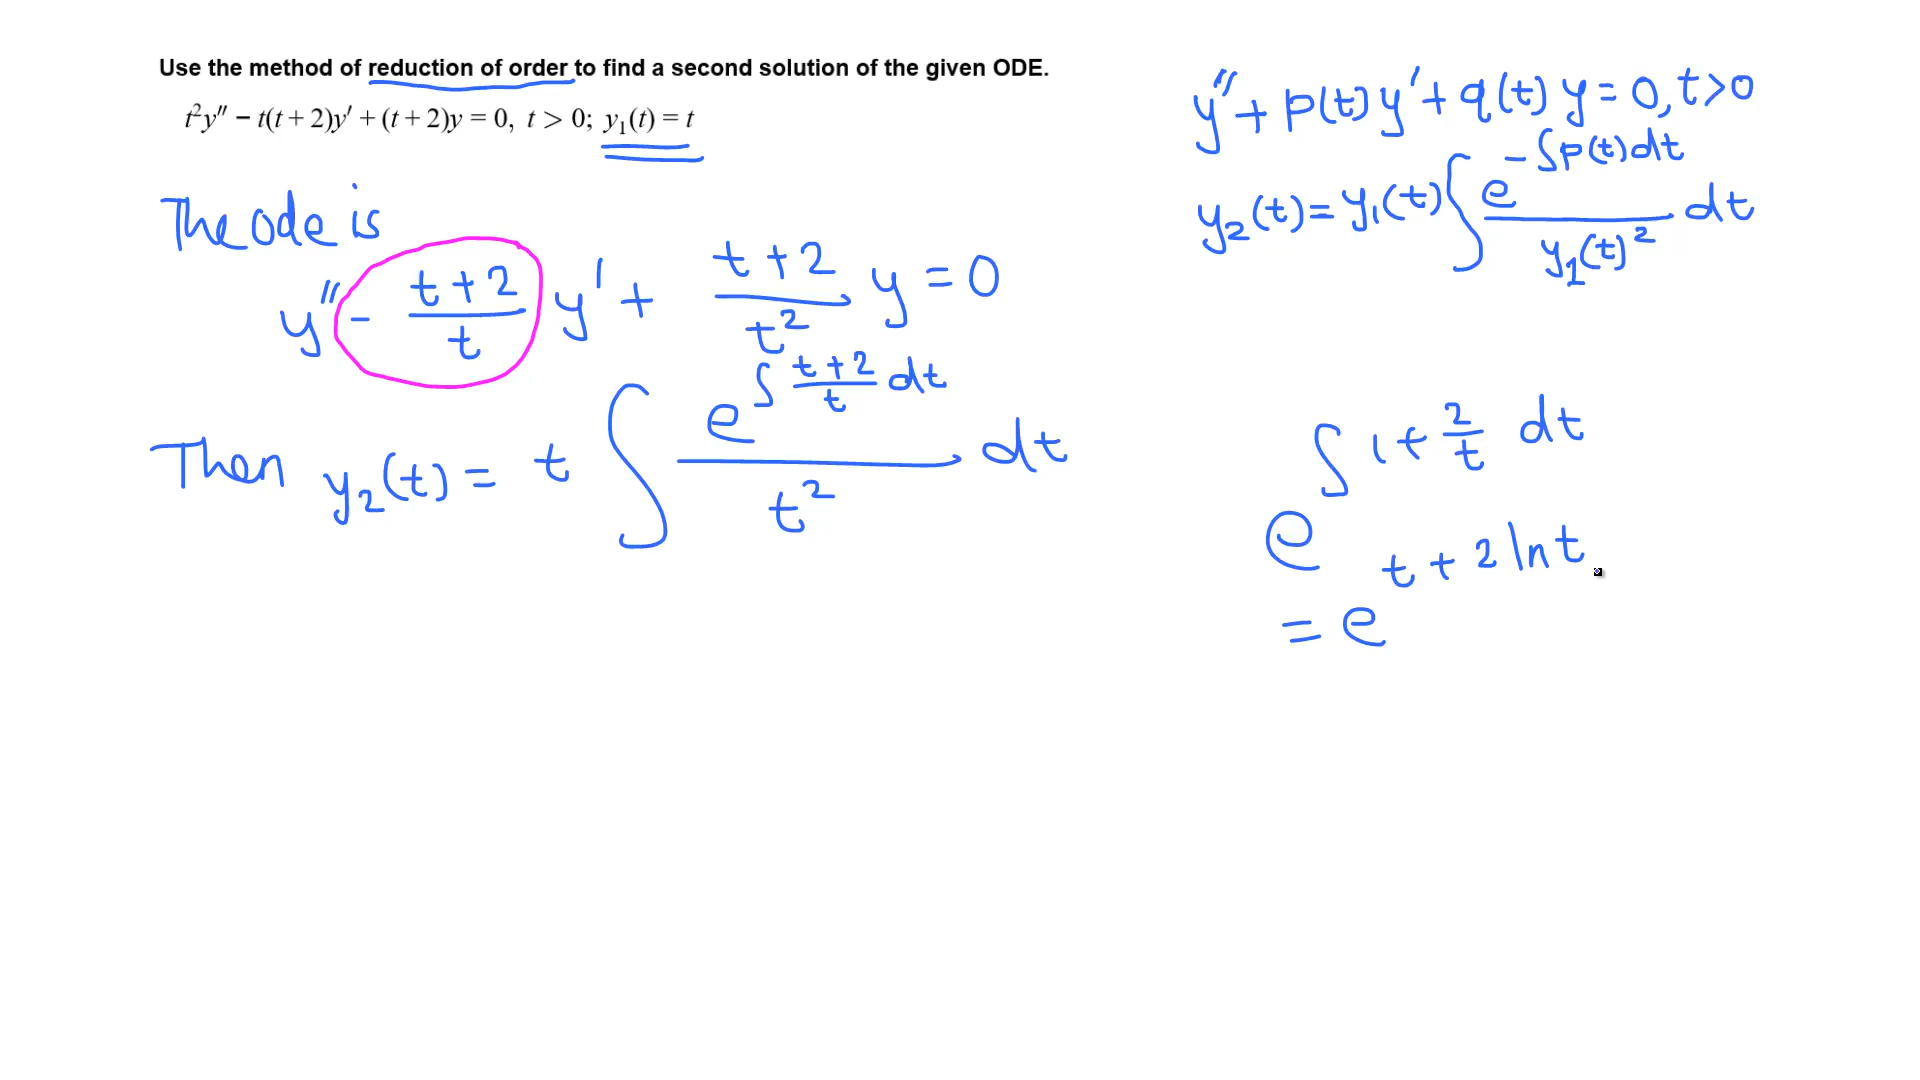 Use the method of reduction of order to find a second solution of the given ODE.
t²y″ − t(t + 2)y′ + (t + 2)y = 0, t > 0; y₁(t) = t
y″ + p(t)y′ + q(t)y = 0, t>0
y₂(t) = y₁(t) ∫ e^(−∫p(t)dt) / y₁(t)² dt
The ode is
y″ − (t+2)/t y′ + (t+2)/t² y = 0
Then y₂(t) = t ∫ e^(∫ (t+2)/t dt) / t² dt
e^(∫ 1 + 2/t dt)
= e^(t + 2 ln t)